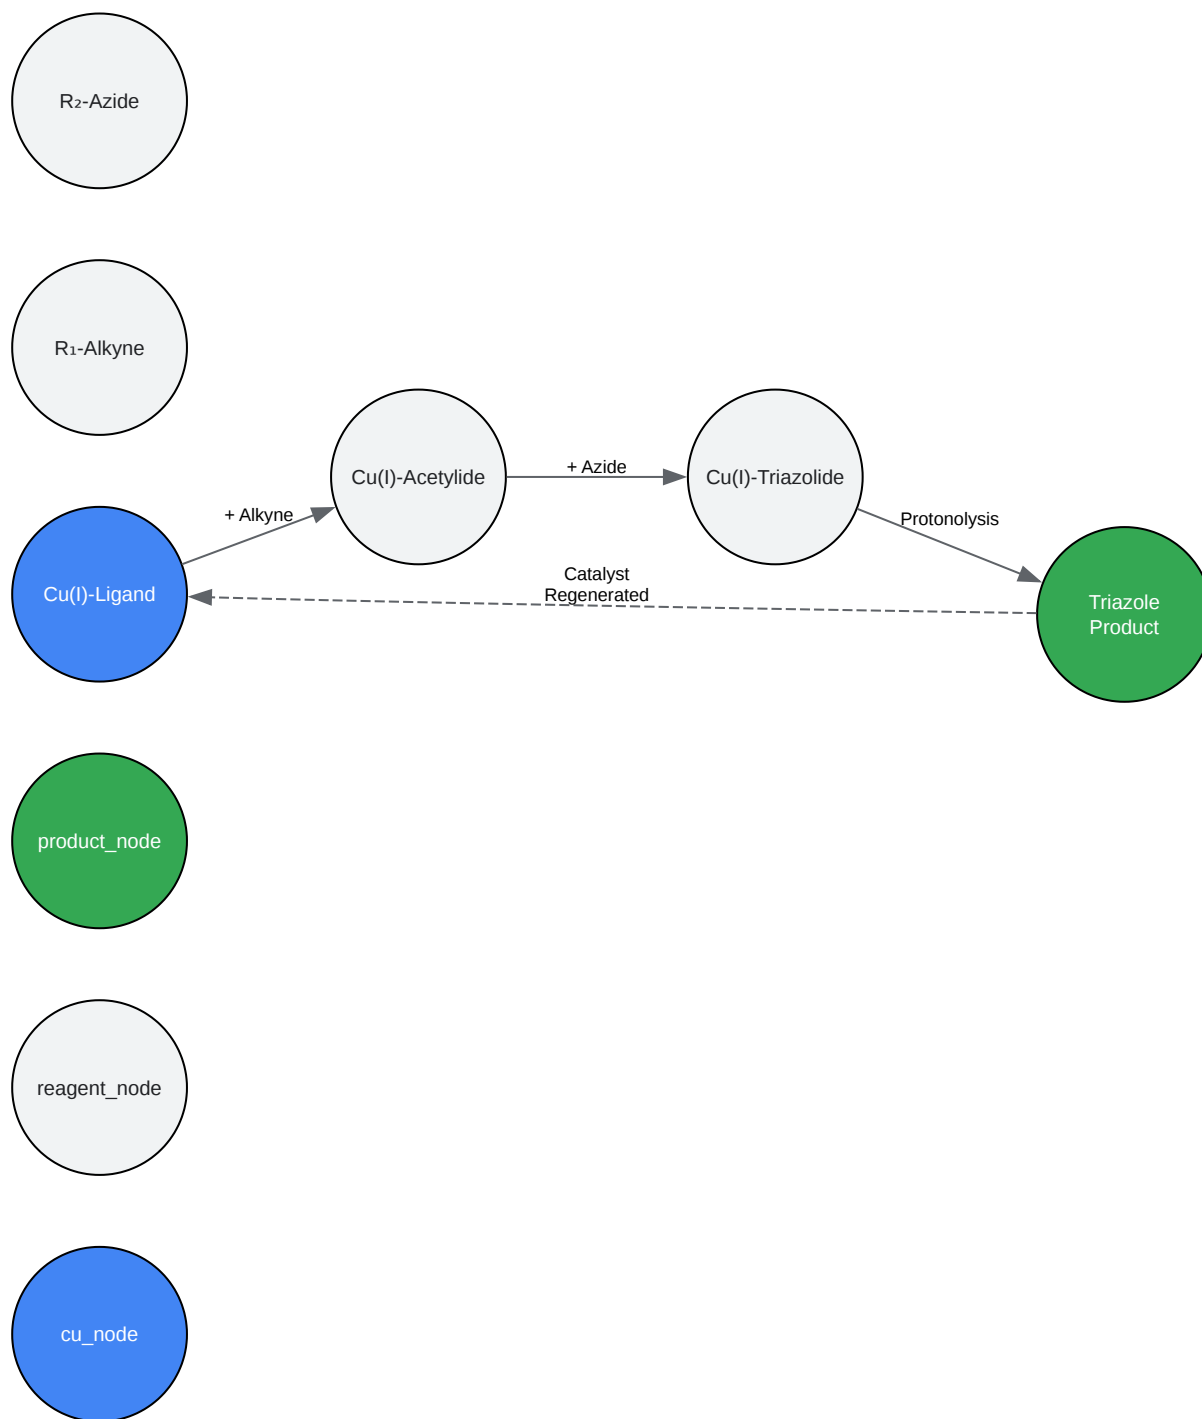 R₂-Azide
R₁-Alkyne
Cu(I)-Acetylide
+ Azide
Cu(I)-Triazolide
+ Alkyne
Protonolysis
Cu(I)-Ligand
Catalyst
Regenerated
Triazole
Product
product_node
reagent_node
cu_node